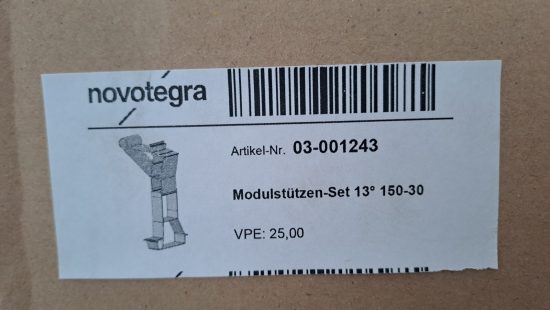 novotegra
Artikel-Nr. 03-001243
Modulstützen-Set 13° 150-30
VPE: 25,00